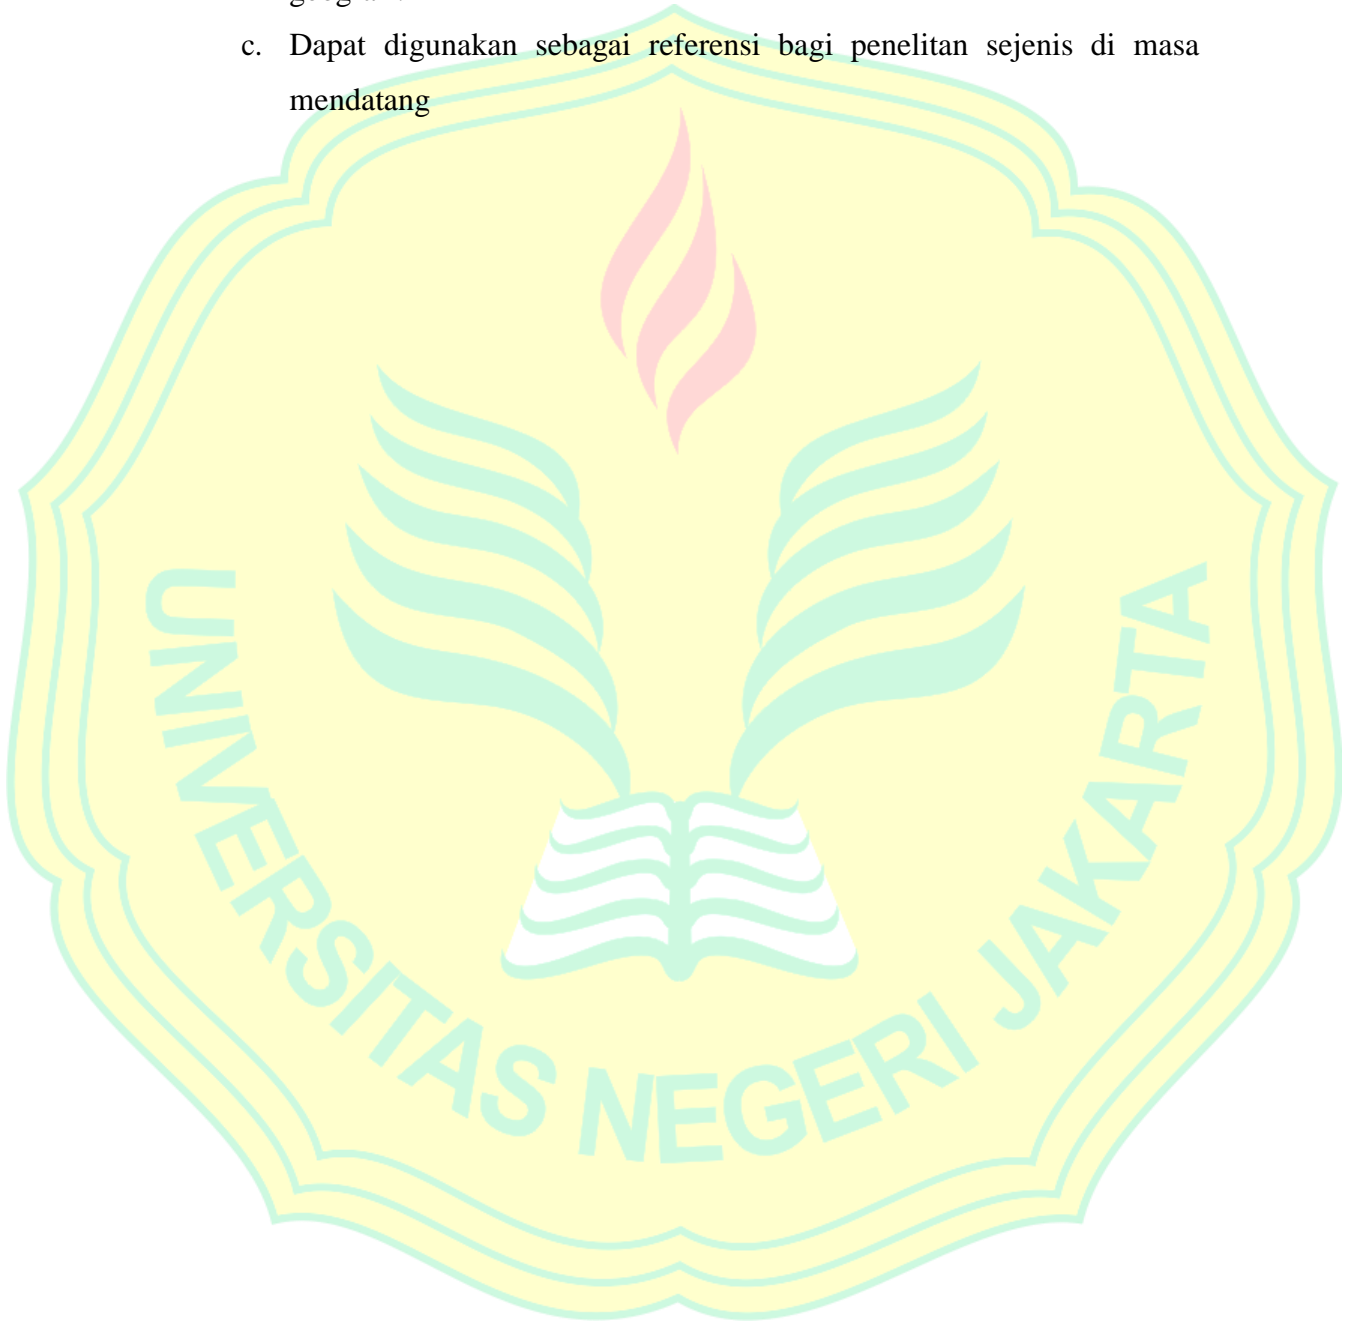 c. Dapat digunakan sebagai referensi bagi penelitan sejenis di masa
mendatang
UNIVERSITAS NEGERI JAKARTA